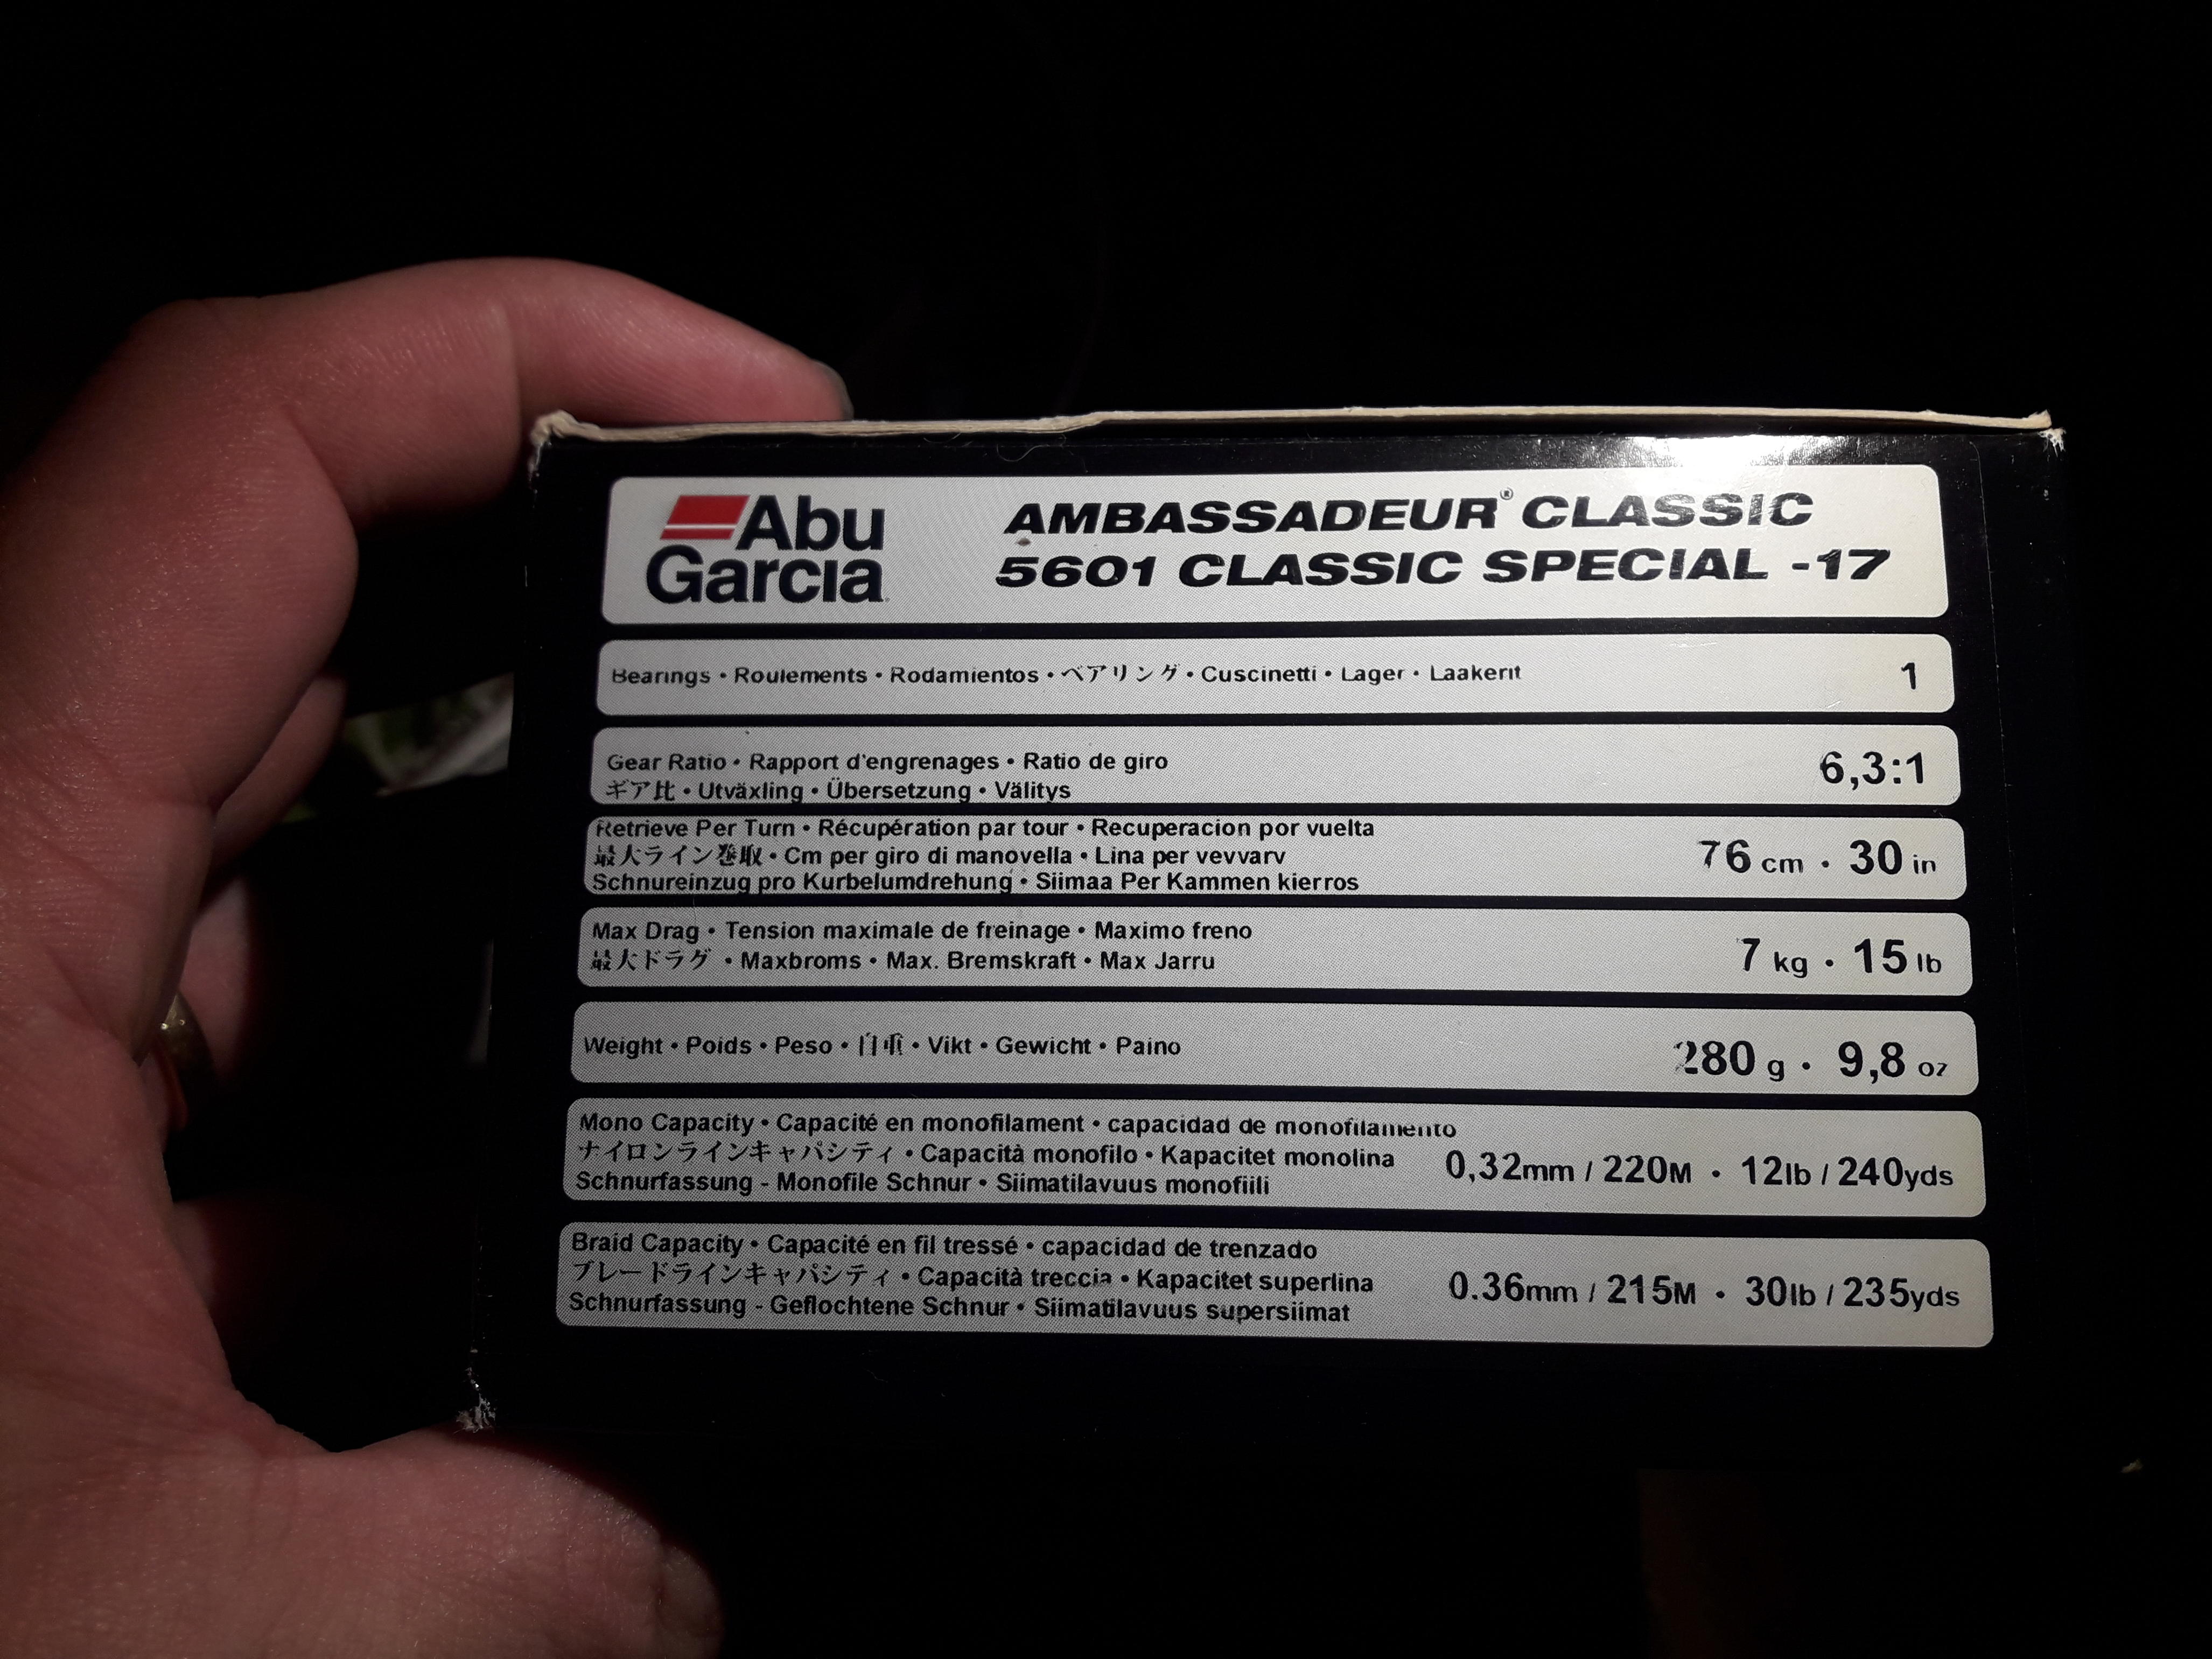 Abu
Garcia
AMBASSADEUR® CLASSIC
5601 CLASSIC SPECIAL -17
Bearings • Roulements • Rodamientos • ベアリング • Cuscinetti • Lager • Laakerit 1
Gear Ratio • Rapport d'engrenages • Ratio de giro
ギア比 • Utväxling • Übersetzung • Välitys 6,3:1
Retrieve Per Turn • Récupération par tour • Recuperacion por vuelta
最大ライン巻取 • Cm per giro di manovella • Lina per vevvarv
Schnureinzug pro Kurbelumdrehung • Siimaa Per Kammen kierros 76 cm • 30 in
Max Drag • Tension maximale de freinage • Maximo freno
最大ドラグ • Maxbroms • Max. Bremskraft • Max Jarru 7 kg • 15 lb
Weight • Poids • Peso • 自重 • Vikt • Gewicht • Paino 280 g • 9,8 oz
Mono Capacity • Capacité en monofilament • capacidad de monofilamento
ナイロンラインキャパシティ • Capacità monofilo • Kapacitet monolina 0,32mm / 220M • 12lb / 240yds
Schnurfassung - Monofile Schnur • Siimatilavuus monofiili
Braid Capacity • Capacité en fil tressé • capacidad de trenzado
ブレードラインキャパシティ • Capacità treccia • Kapacitet superlina 0.36mm / 215M • 30lb / 235yds
Schnurfassung - Geflochtene Schnur • Siimatilavuus supersiimat